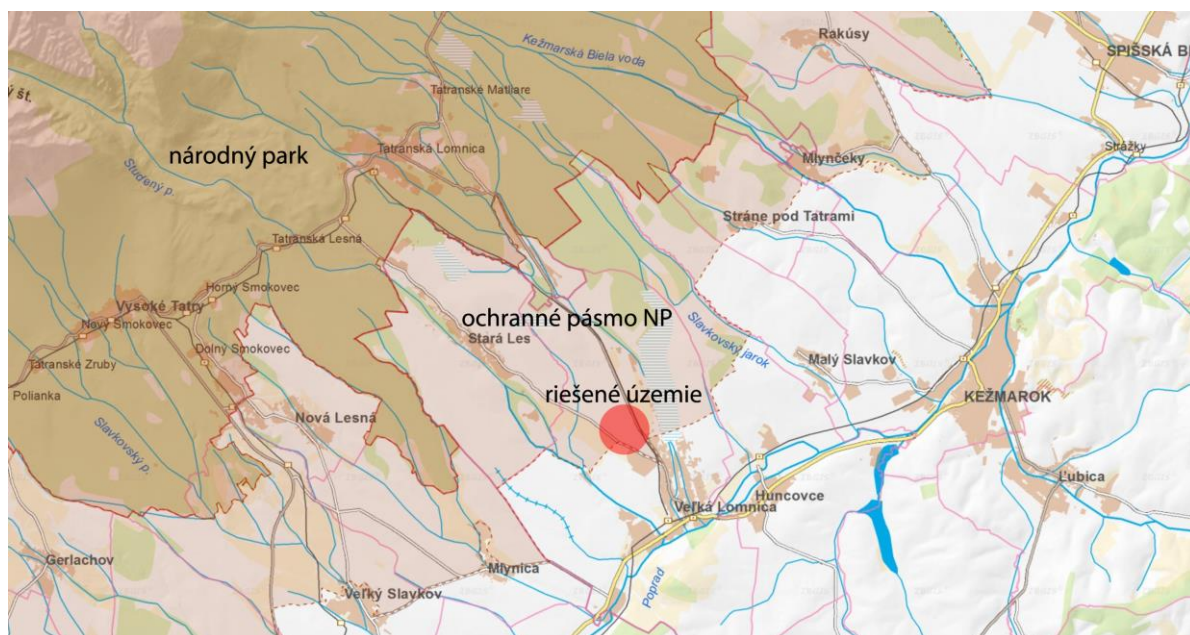 Rakúsy
SPIŠSKÁ B
Kežmarská Biela voda
Tatranské Matliare
ý št.
národný park
Tatranská Lomnica
Mlynčeky
Strážky
Studený p.
Stráne pod Tatrami
Tatranská Lesná
Horný Smokovec
Vysoké Tatry
Nový Smokovec
ochranné pásmo NP
Slavkovský jarok
Stará Les
Dolný Smokovec
Tatranské Zruby
Malý Slavkov
Polianka
riešené územie
KEŽMAROK
Nová Lesná
Slavkovský p.
Ľubica
Huncovce
Veľká Lomnica
Gerlachov
Mlynica
Poprad
Veľký Slavkov